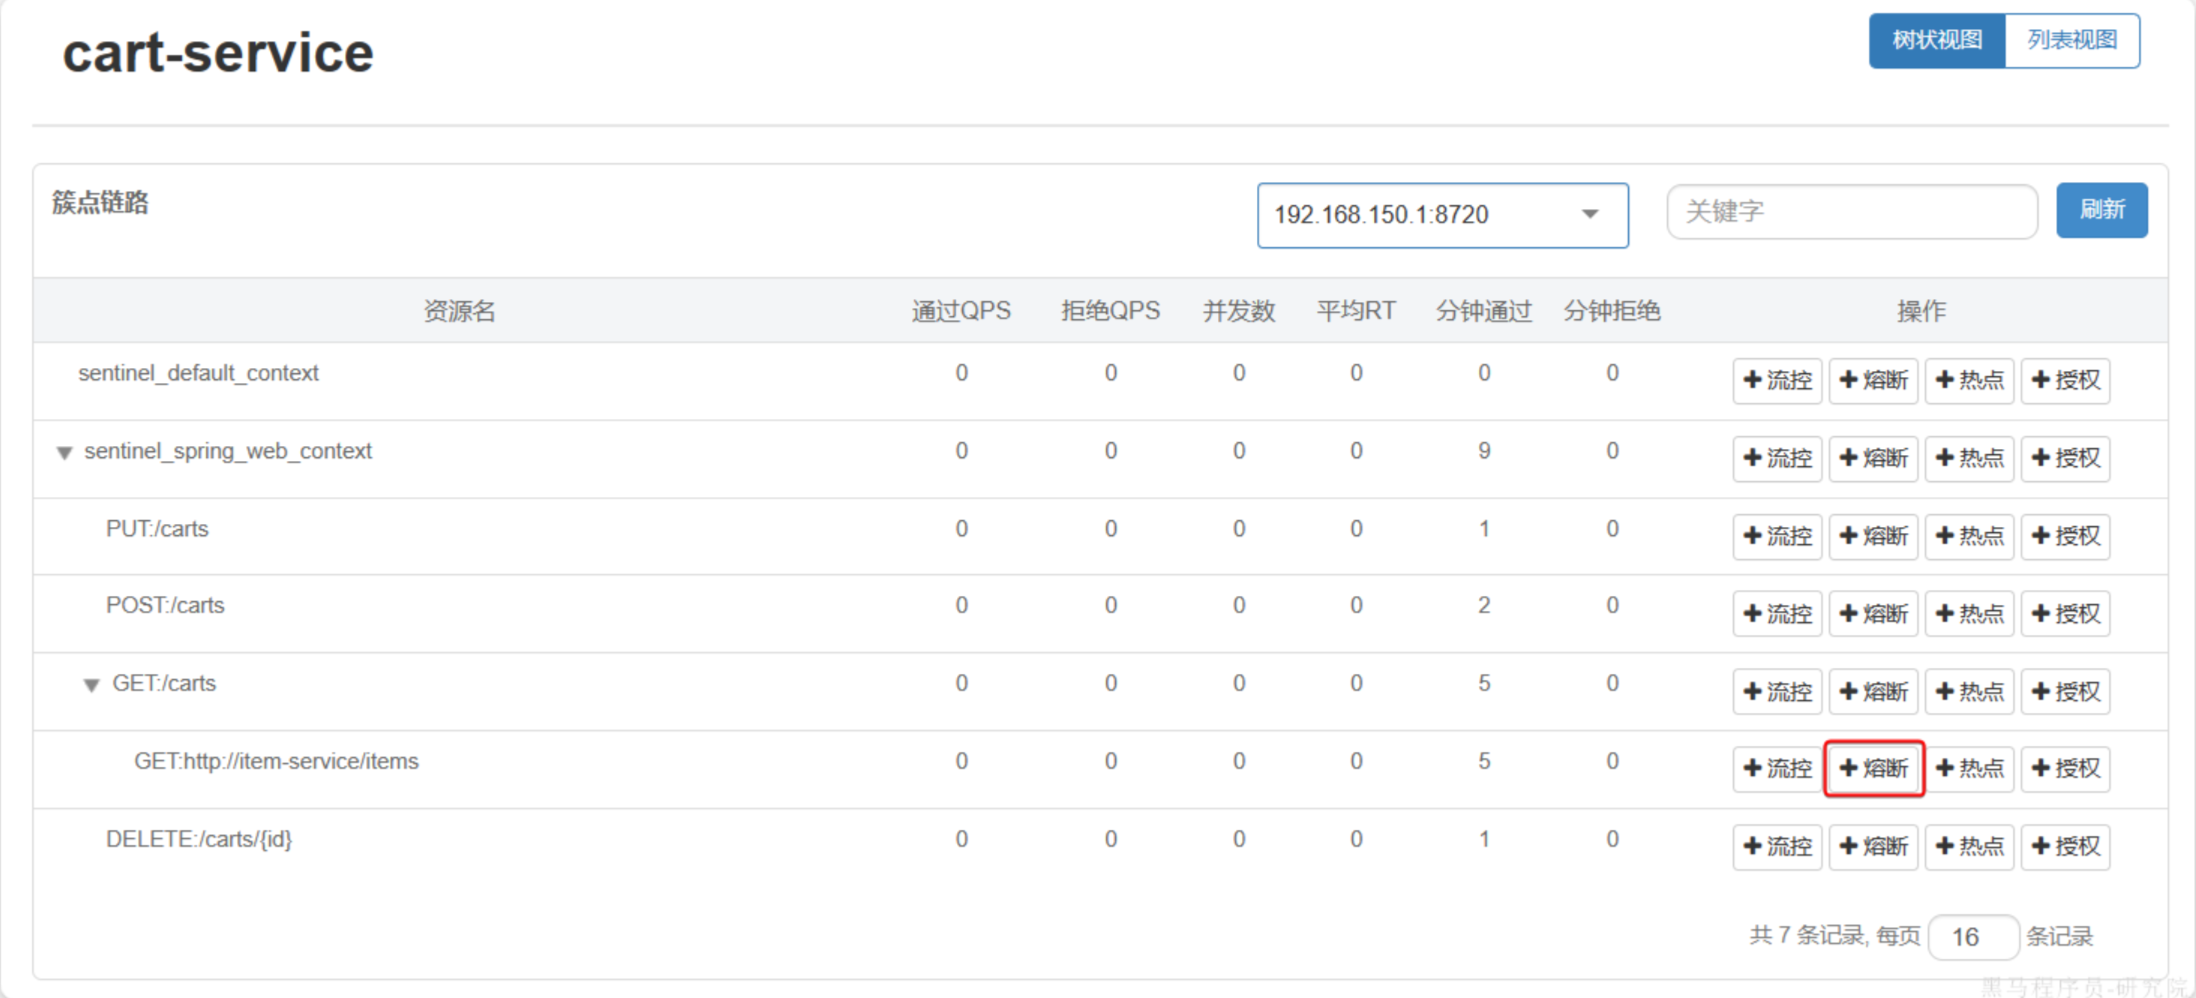 cart-service
树状视图 列表视图
簇点链路 192.168.150.1:8720 关键字 刷新
资源名 通过QPS 拒绝QPS 并发数 平均RT 分钟通过 分钟拒绝 操作
sentinel_default_context 0 0 0 0 0 0 流控 熔断 热点 授权
sentinel_spring_web_context 0 0 0 0 9 0 流控 熔断 热点 授权
PUT:/carts 0 0 0 0 1 0 流控 熔断 热点 授权
POST:/carts 0 0 0 0 2 0 流控 熔断 热点 授权
GET:/carts 0 0 0 0 5 0 流控 熔断 热点 授权
GET:http://item-service/items 0 0 0 0 5 0 流控 熔断 热点 授权
DELETE:/carts/{id} 0 0 0 0 1 0 流控 熔断 热点 授权
共 7 条记录, 每页 16 条记录
黑马程序员-研究院